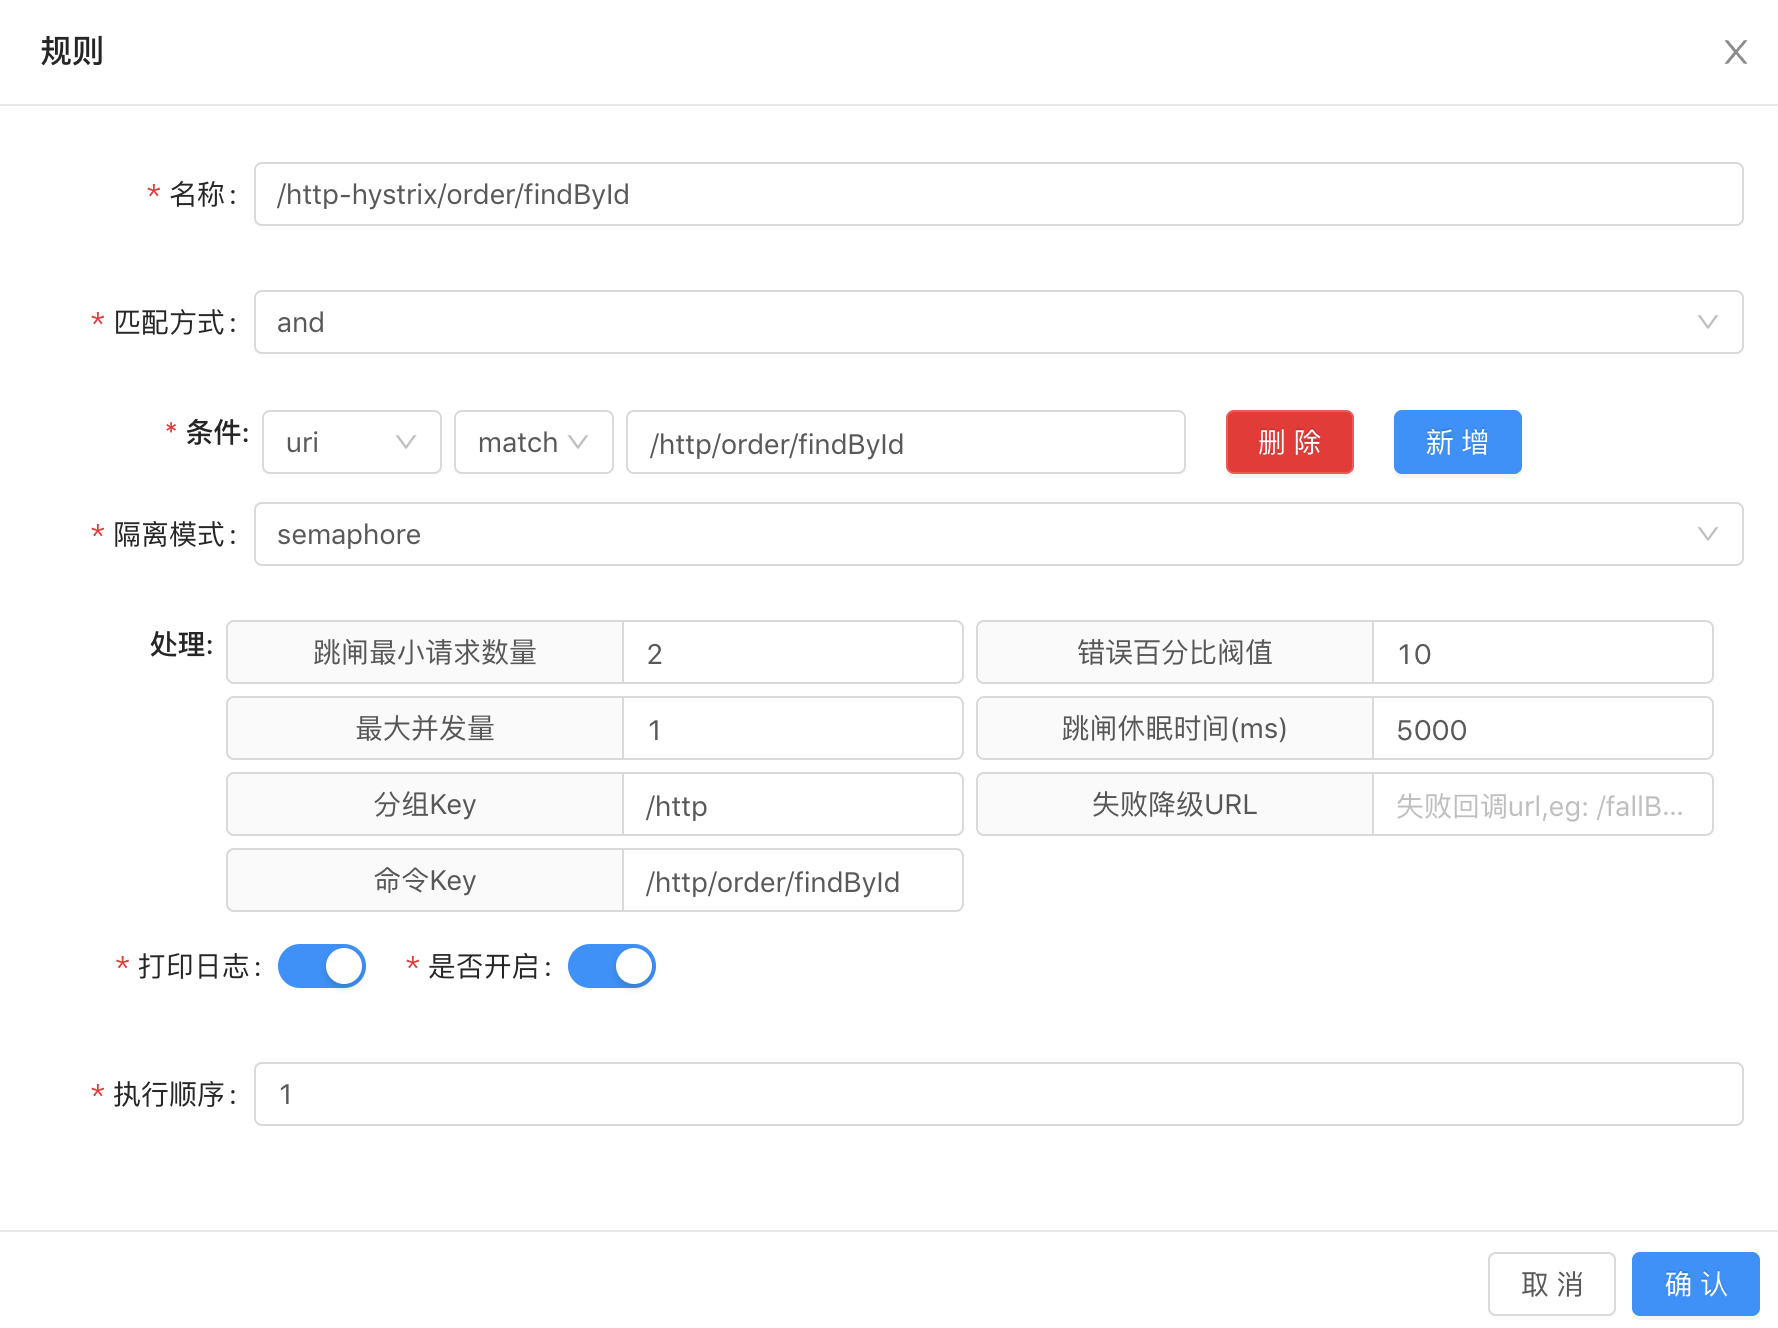 规则
X
* 名称: /http-hystrix/order/findById
* 匹配方式: and
* 条件: uri match /http/order/findById 删 除 新 增
* 隔离模式: semaphore
处理: 跳闸最小请求数量 2 错误百分比阀值 10
最大并发量 1 跳闸休眠时间(ms) 5000
分组Key /http 失败降级URL 失败回调url,eg: /fallB...
命令Key /http/order/findById
* 打印日志: * 是否开启:
* 执行顺序: 1
取 消 确 认